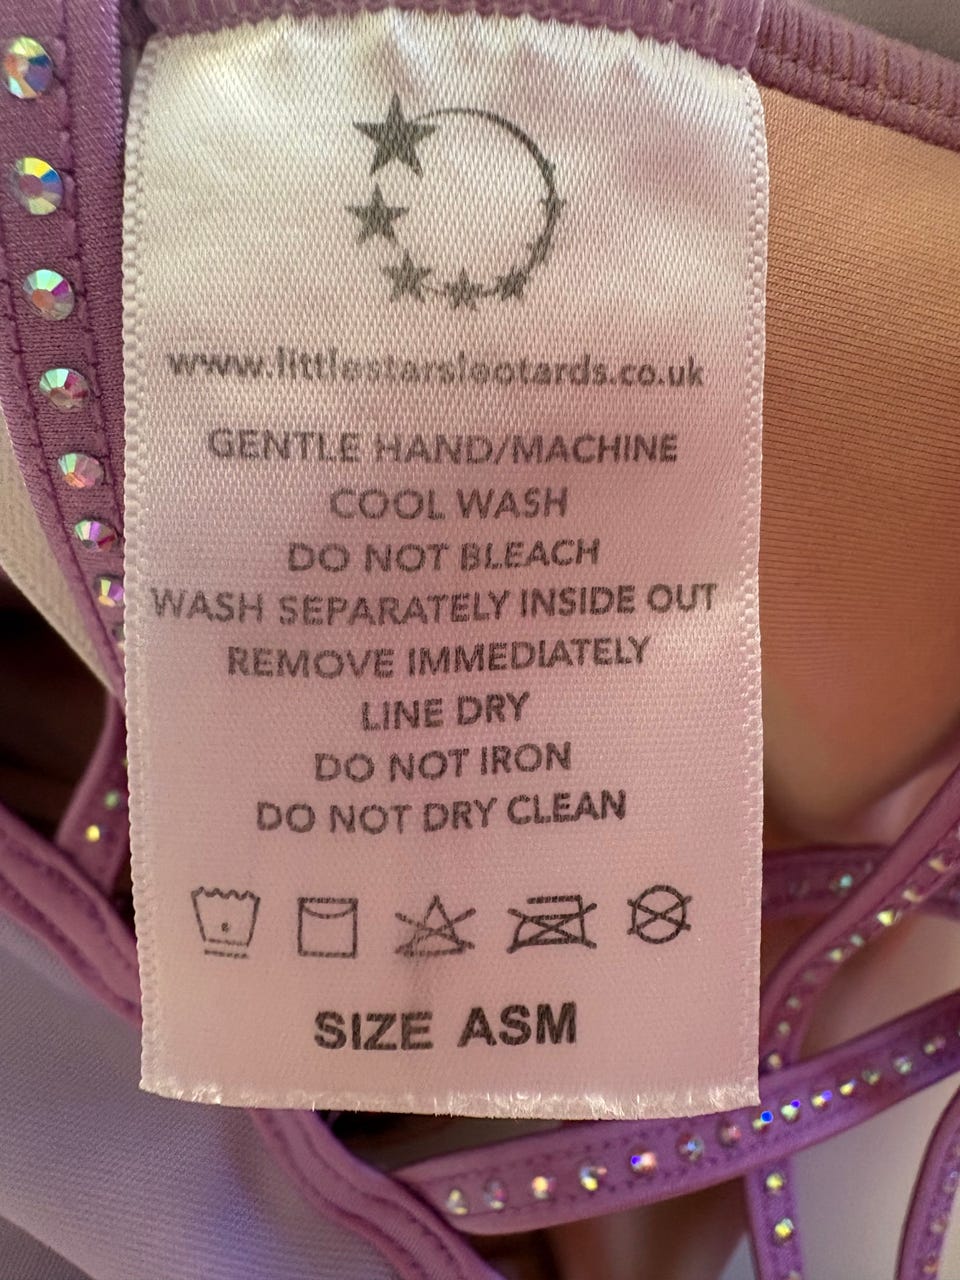 www.littlestarsleotards.co.uk
GENTLE HAND/MACHINE
COOL WASH
DO NOT BLEACH
WASH SEPARATELY INSIDE OUT
REMOVE IMMEDIATELY
LINE DRY
DO NOT IRON
DO NOT DRY CLEAN
SIZE ASM